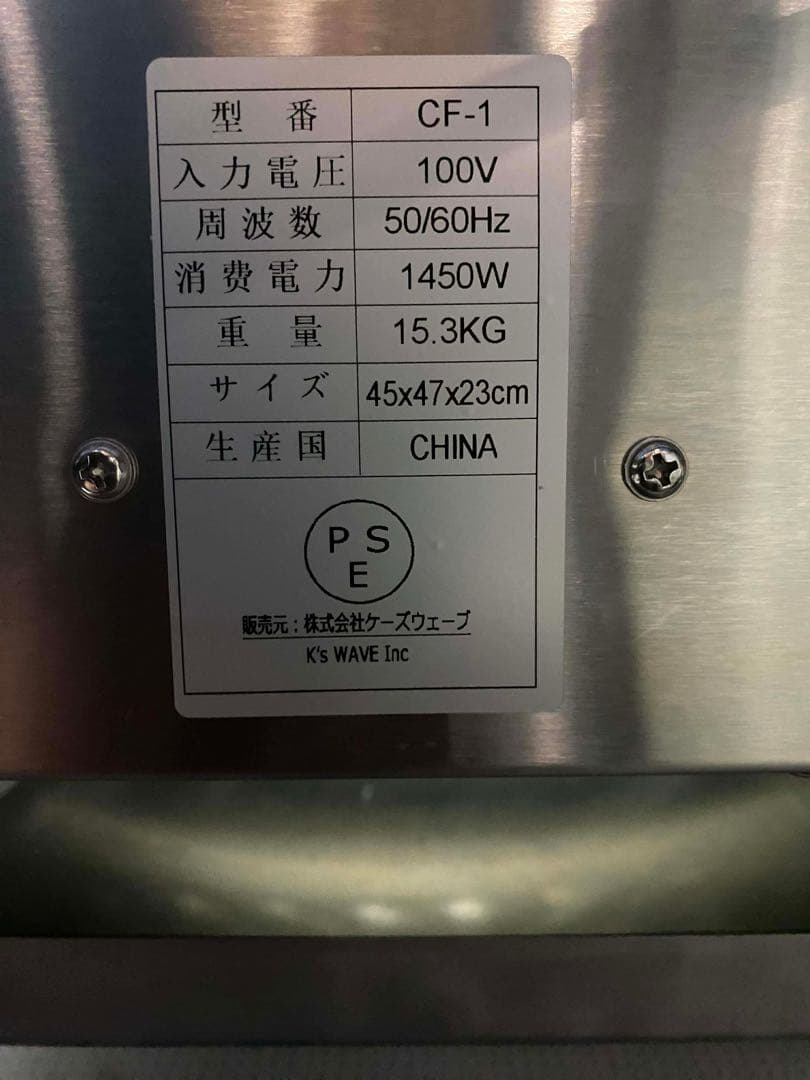 型番 CF-1
入力電圧 100V
周波数 50/60Hz
消費電力 1450W
重量 15.3KG
サイズ 45x47x23cm
生産国 CHINA
P S
E
販売元：株式会社ケーズウェーブ
K's WAVE Inc